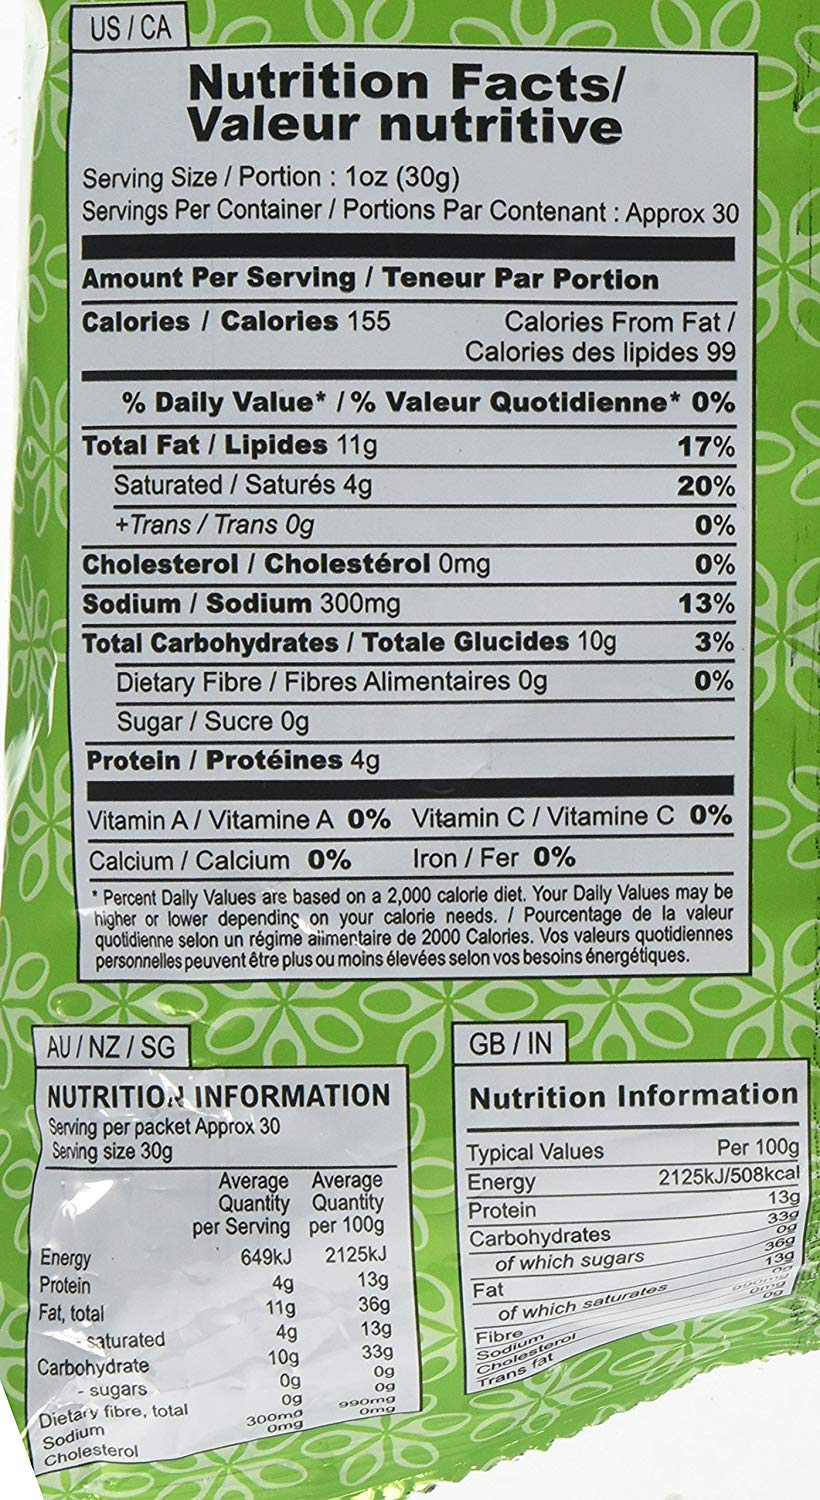 US / CA
Nutrition Facts/
Valeur nutritive
Serving Size / Portion : 1oz (30g)
Servings Per Container / Portions Par Contenant : Approx 30
Amount Per Serving / Teneur Par Portion
Calories / Calories 155 Calories From Fat /
Calories des lipides 99
% Daily Value* / % Valeur Quotidienne* 0%
Total Fat / Lipides 11g 17%
Saturated / Saturés 4g 20%
+Trans / Trans 0g 0%
Cholesterol / Cholestérol 0mg 0%
Sodium / Sodium 300mg 13%
Total Carbohydrates / Totale Glucides 10g 3%
Dietary Fibre / Fibres Alimentaires 0g 0%
Sugar / Sucre 0g
Protein / Protéines 4g
Vitamin A / Vitamine A 0% Vitamin C / Vitamine C 0%
Calcium / Calcium 0% Iron / Fer 0%
* Percent Daily Values are based on a 2,000 calorie diet. Your Daily Values may be
higher or lower depending on your calorie needs. / Pourcentage de la valeur
quotidienne selon un régime alimentaire de 2000 Calories. Vos valeurs quotidiennes
personnelles peuvent être plus ou moins élevées selon vos besoins énergétiques.
AU / NZ / SG
NUTRITION INFORMATION
Serving per packet Approx 30
Serving size 30g
Average Average
Quantity Quantity
per Serving per 100g
Energy 649kJ 2125kJ
Protein 4g 13g
Fat, total 11g 36g
- saturated 4g 13g
Carbohydrate 10g 33g
- sugars 0g 0g
Dietary fibre, total 0g 0g
Sodium 300mg 990mg
Cholesterol 0mg 0mg
GB / IN
Nutrition Information
Typical Values Per 100g
Energy 2125kJ/508kcal
Protein 13g
Carbohydrates 33g
of which sugars 0g
Fat 36g
of which saturates 13g
Fibre 0g
Sodium 990mg
Cholesterol 0mg
Trans fat 0g